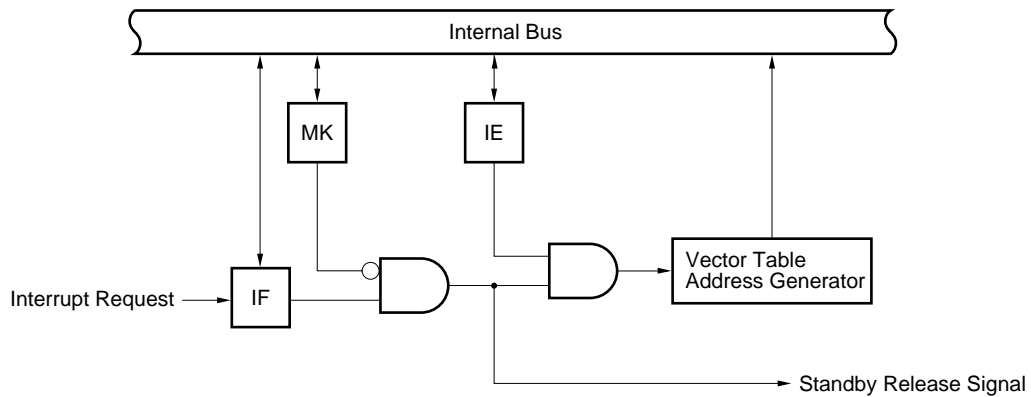 Internal Bus
MK
IE
Vector Table
Address Generator
Interrupt Request
IF
Standby Release Signal